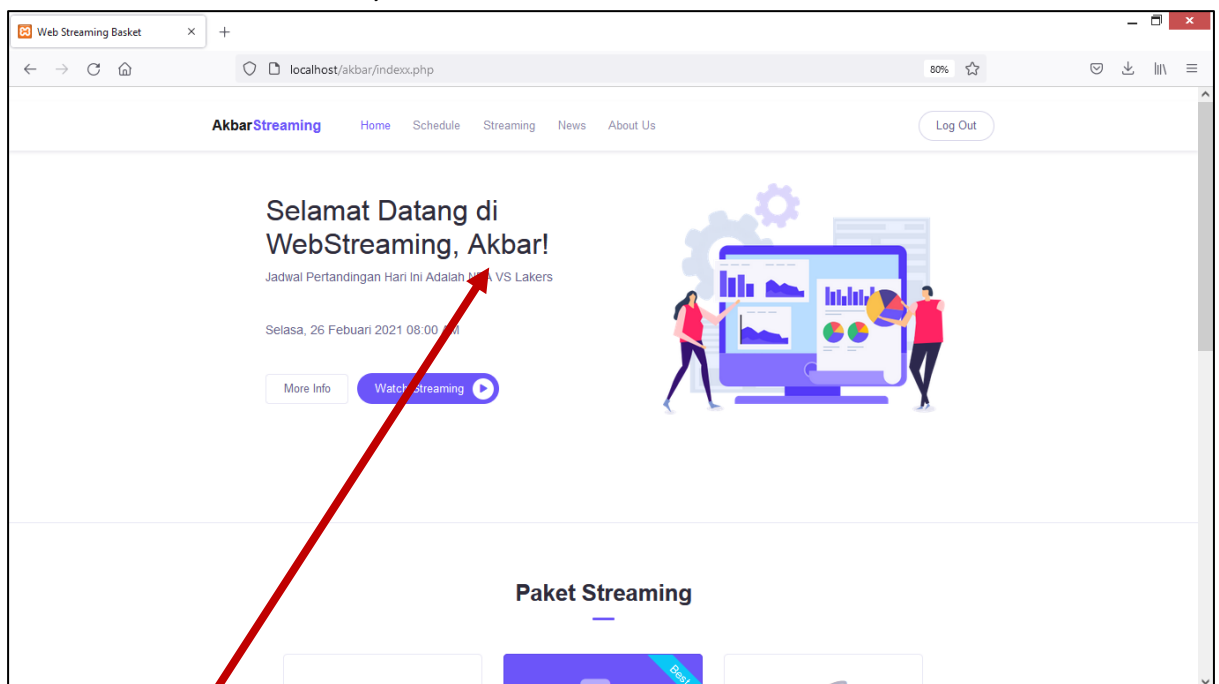 Web Streaming Basket
localhost/akbar/indexx.php
80%
AkbarStreaming Home Schedule Streaming News About Us Log Out
Selamat Datang di
WebStreaming, Akbar!
Jadwal Pertandingan Hari Ini Adalah VS Lakers
Selasa, 26 Febuari 2021 08:00
More Info Watch Streaming
Paket Streaming
Best